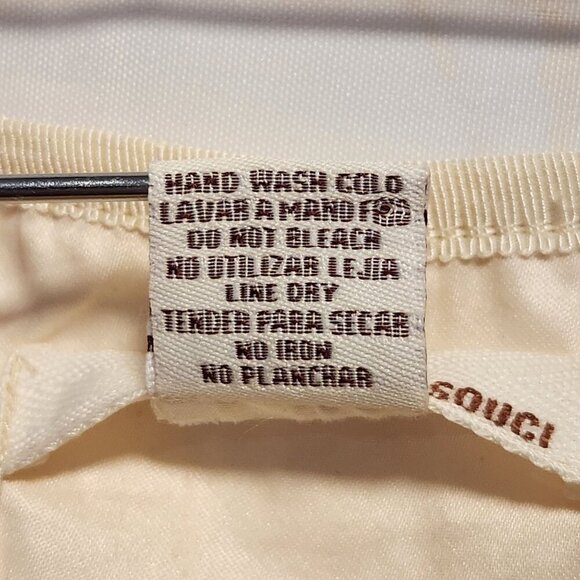 HAND WASH COLD
LAVAR A MANO FRIO
DO NOT BLEACH
NO UTILIZAR LEJIA
LINE DRY
TENDER PARA SECAR
NO IRON
NO PLANCHAR
SOUCI